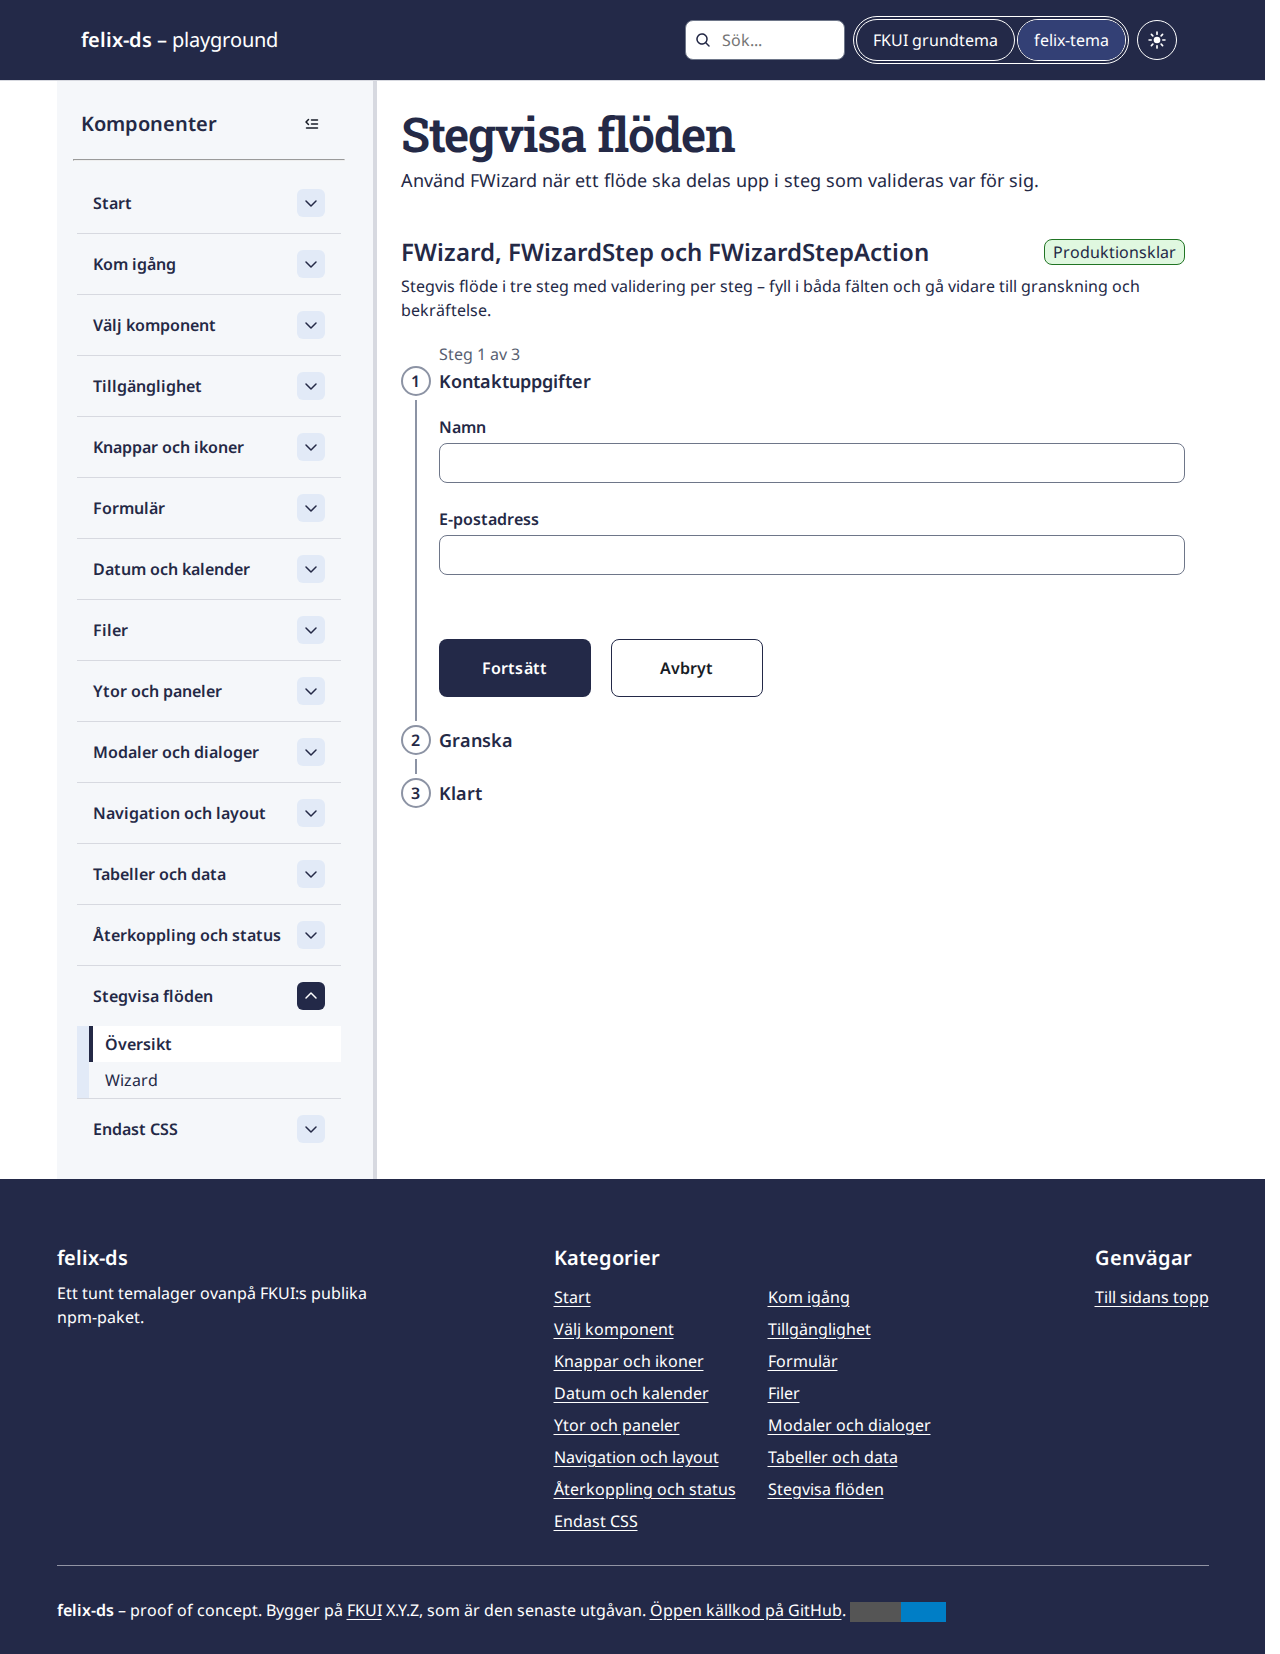 felix-ds – playground
Sök...
FKUI grundtema
felix-tema
Komponenter
Start
Kom igång
Välj komponent
Tillgänglighet
Knappar och ikoner
Formulär
Datum och kalender
Filer
Ytor och paneler
Modaler och dialoger
Navigation och layout
Tabeller och data
Återkoppling och status
Stegvisa flöden
Översikt
Wizard
Endast CSS
Stegvisa flöden
Använd FWizard när ett flöde ska delas upp i steg som valideras var för sig.
FWizard, FWizardStep och FWizardStepAction
Produktionsklar
Stegvis flöde i tre steg med validering per steg – fyll i båda fälten och gå vidare till granskning och
bekräftelse.
Steg 1 av 3
1 Kontaktuppgifter
Namn
E-postadress
Fortsätt
Avbryt
2 Granska
3 Klart
felix-ds
Ett tunt temalager ovanpå FKUI:s publika
npm-paket.
Kategorier
Start
Kom igång
Välj komponent
Tillgänglighet
Knappar och ikoner
Formulär
Datum och kalender
Filer
Ytor och paneler
Modaler och dialoger
Navigation och layout
Tabeller och data
Återkoppling och status
Stegvisa flöden
Endast CSS
Genvägar
Till sidans topp
felix-ds – proof of concept. Bygger på FKUI X.Y.Z, som är den senaste utgåvan. Öppen källkod på GitHub.